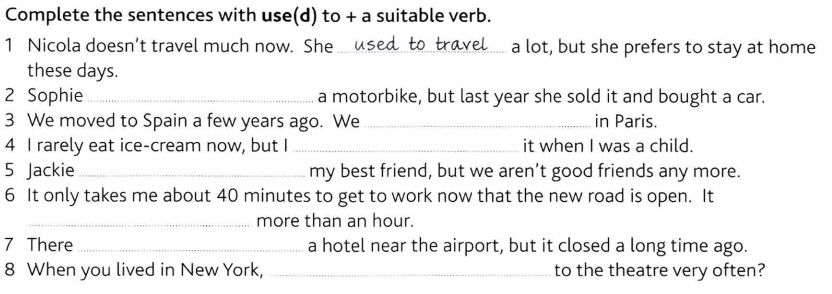 Complete the sentences with use(d) to + a suitable verb.
1 Nicola doesn't travel much now. She used to travel a lot, but she prefers to stay at home
these days.
2 Sophie ............ a motorbike, but last year she sold it and bought a car.
3 We moved to Spain a few years ago. We ............ in Paris.
4 I rarely eat ice-cream now, but I ............ it when I was a child.
5 Jackie ............ my best friend, but we aren't good friends any more.
6 It only takes me about 40 minutes to get to work now that the new road is open. It
............ more than an hour.
7 There ............ a hotel near the airport, but it closed a long time ago.
8 When you lived in New York, ............ to the theatre very often?